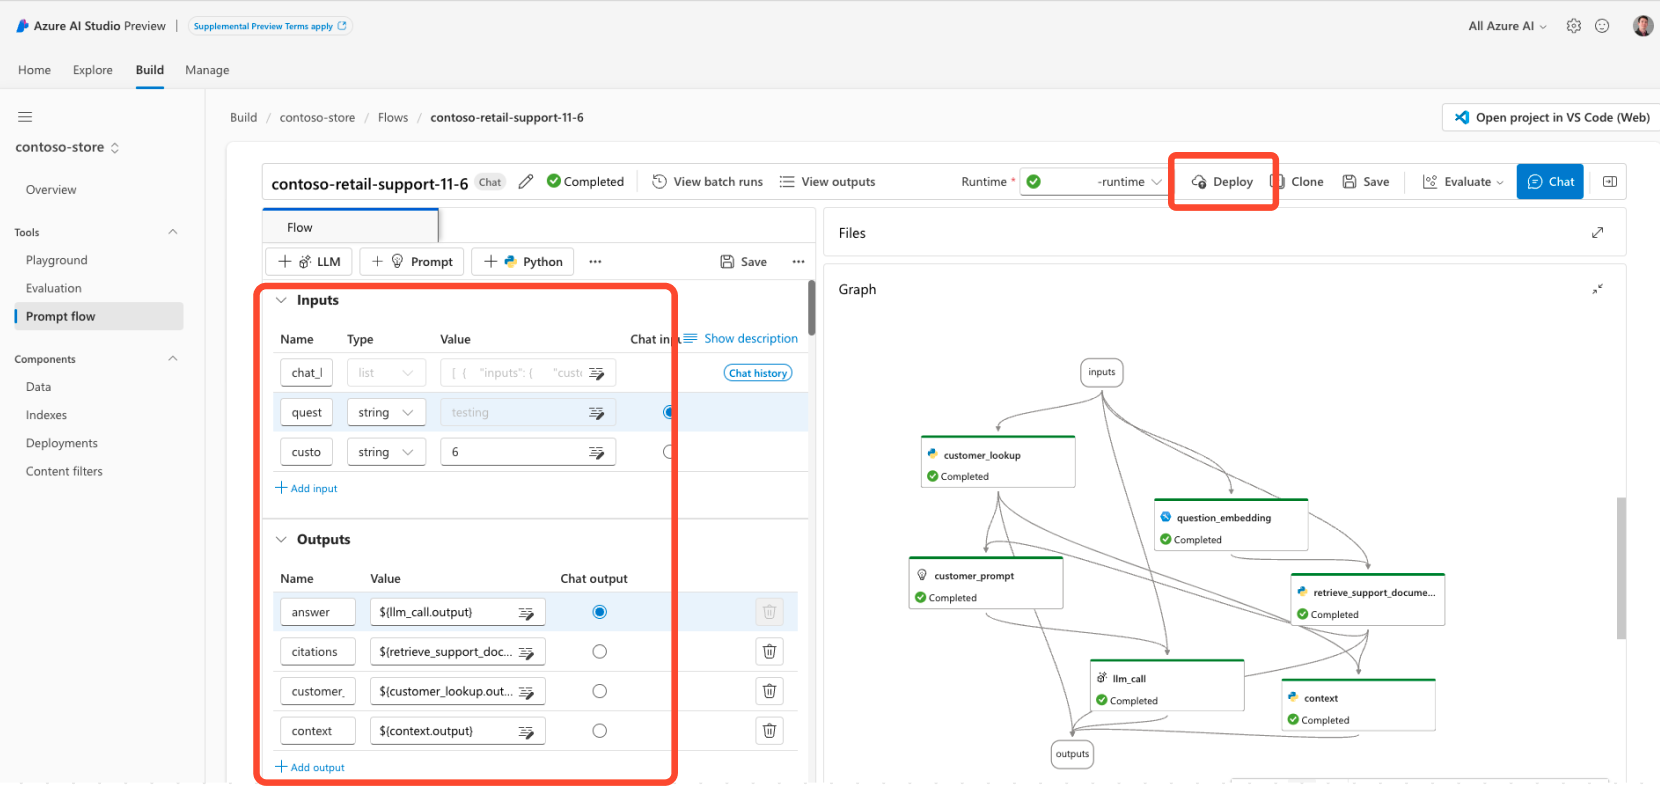 Azure AI Studio Preview | Supplemental Preview Terms apply
All Azure AI
Home Explore Build Manage
Build / contoso-store / Flows / contoso-retail-support-11-6
Open project in VS Code (Web)
contoso-store
Overview
Tools
Playground
Evaluation
Prompt flow
Components
Data
Indexes
Deployments
Content filters
contoso-retail-support-11-6 Chat Completed View batch runs View outputs Runtime * -runtime Deploy Clone Save Evaluate Chat
Flow
+ LLM + Prompt + Python ... Save ...
Inputs
Name Type Value Chat inpu Show description
chat_l list [ { "inputs": { "custo Chat history
quest string testing
custo string 6
+ Add input
Outputs
Name Value Chat output
answer ${llm_call.output}
citations ${retrieve_support_doc...
customer_ ${customer_lookup.out...
context ${context.output}
+ Add output
Files
Graph
inputs
customer_lookup
Completed
question_embedding
Completed
customer_prompt
Completed
retrieve_support_docume...
Completed
llm_call
Completed
context
Completed
outputs